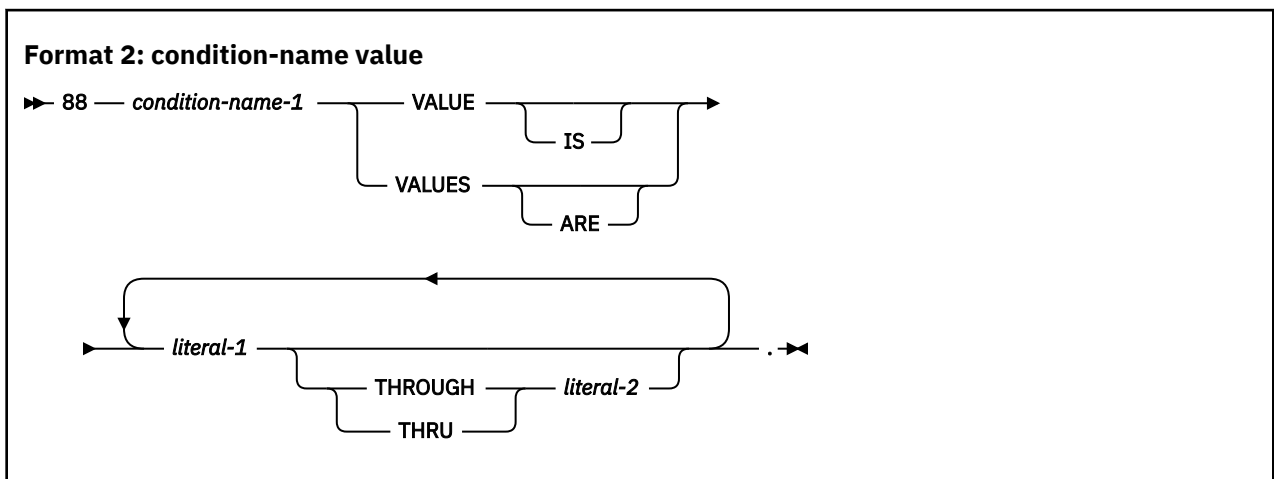 Format 2: condition-name value
88 condition-name-1 VALUE
IS
VALUES
ARE
literal-1 .
THROUGH literal-2
THRU